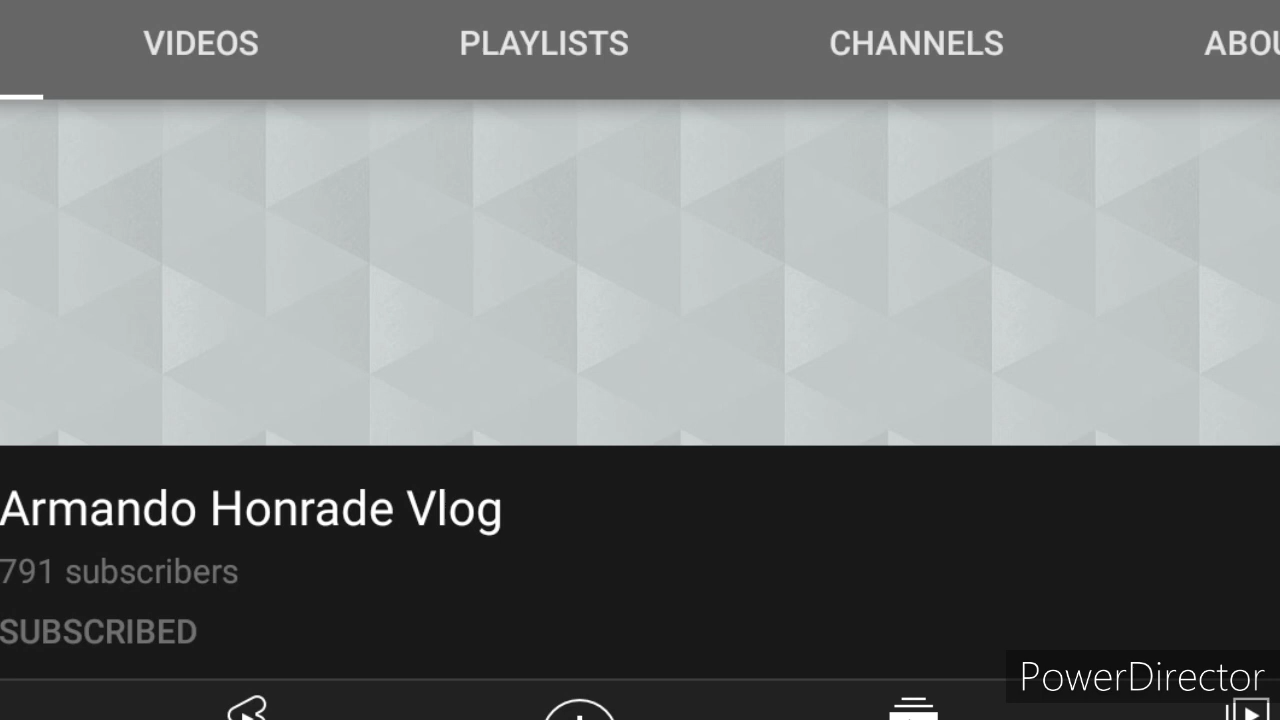 VIDEOS PLAYLISTS CHANNELS ABOU
Armando Honrade Vlog
791 subscribers
SUBSCRIBED
PowerDirector